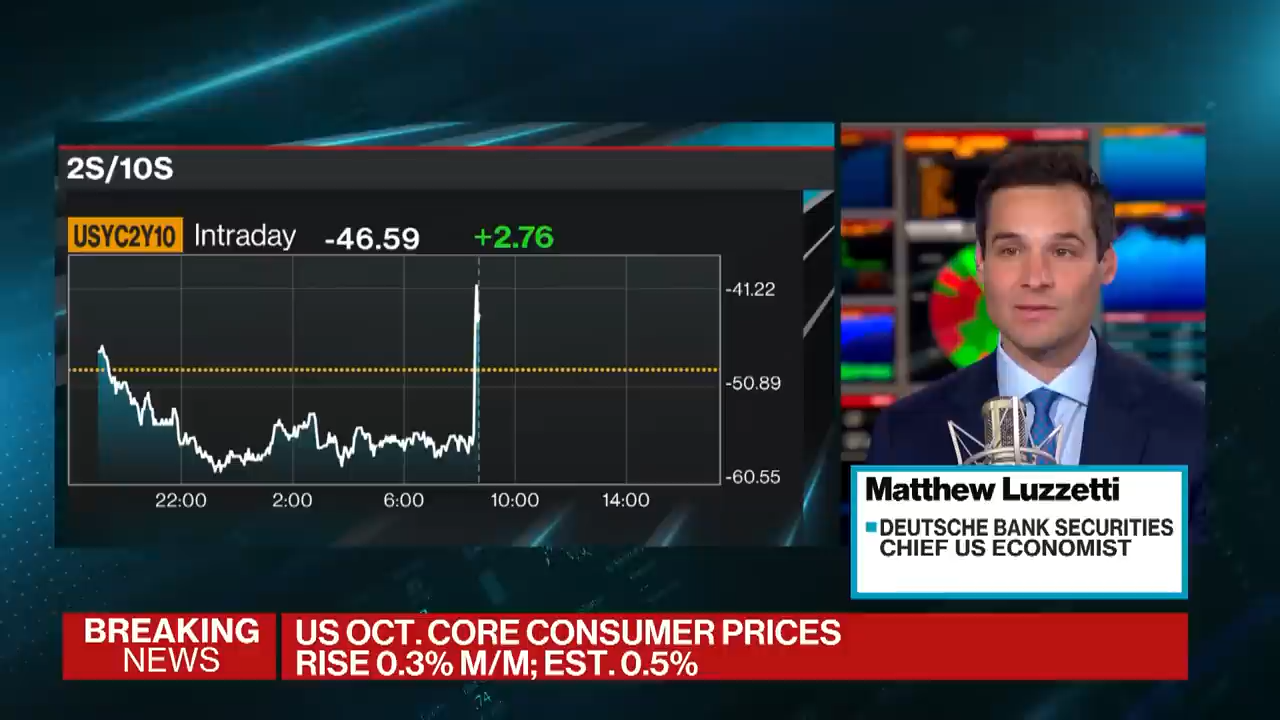 2S/10S
USYC2Y10 Intraday -46.59 +2.76
-41.22
-50.89
-60.55
22:00 2:00 6:00 10:00 14:00
Matthew Luzzetti
DEUTSCHE BANK SECURITIES
CHIEF US ECONOMIST
BREAKING
NEWS
US OCT. CORE CONSUMER PRICES
RISE 0.3% M/M; EST. 0.5%